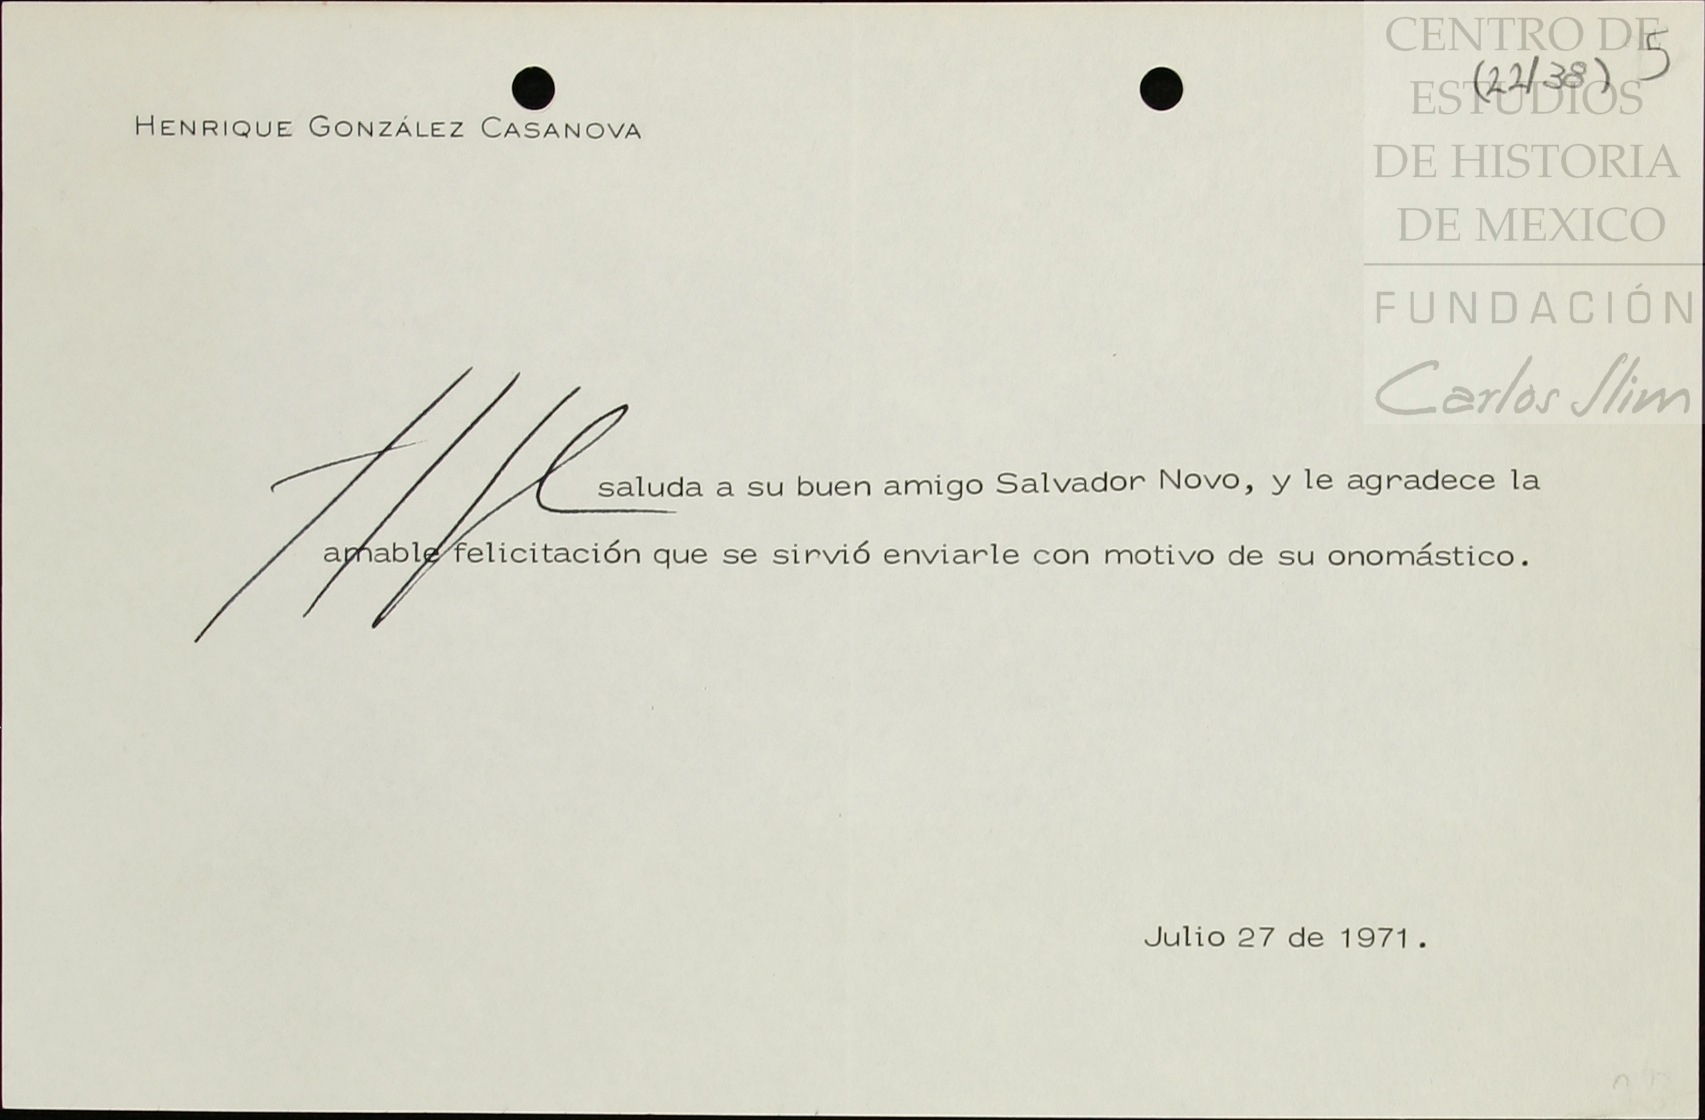 CENTRO DE
ESTUDIOS
DE HISTORIA
DE MEXICO
FUNDACIÓN
Carlos Slim
5
(22/38)
HENRIQUE GONZÁLEZ CASANOVA
saluda a su buen amigo Salvador Novo, y le agradece la
amable felicitación que se sirvió enviarle con motivo de su onomástico.
Julio 27 de 1971.